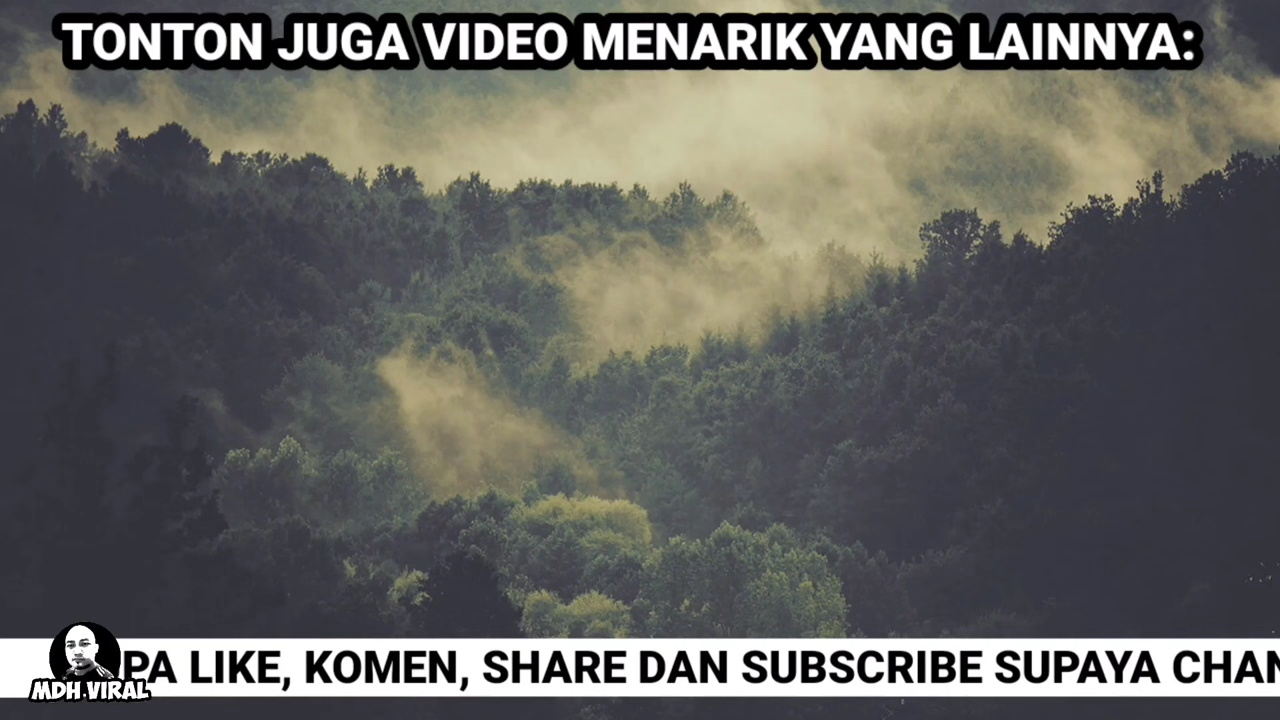 TONTON JUGA VIDEO MENARIK YANG LAINNYA:
PA LIKE, KOMEN, SHARE DAN SUBSCRIBE SUPAYA CHAN
MDH VIRAL